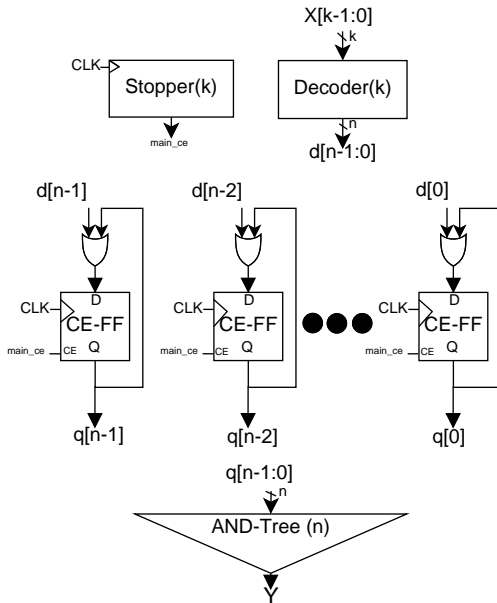 X[k-1:0]
k
CLK
Stopper(k)
Decoder(k)
main_ce
n
d[n-1:0]
d[n-1]
d[n-2]
d[0]
D
D
D
CLK
CLK
CLK
CE-FF
CE-FF
CE-FF
main_ce
CE
Q
main_ce
CE
Q
main_ce
CE
Q
q[n-1]
q[n-2]
q[0]
q[n-1:0]
n
AND-Tree (n)
Y